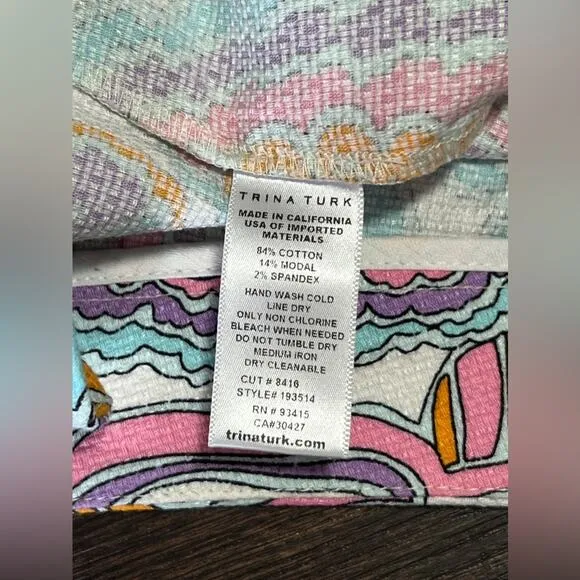 TRINA TURK
MADE IN CALIFORNIA
USA OF IMPORTED
MATERIALS
84% COTTON
14% MODAL
2% SPANDEX
HAND WASH COLD
LINE DRY
ONLY NON CHLORINE
BLEACH WHEN NEEDED
DO NOT TUMBLE DRY
MEDIUM IRON
DRY CLEANABLE
CUT # 8416
STYLE# 193514
RN # 93415
CA#30427
trinaturk.com